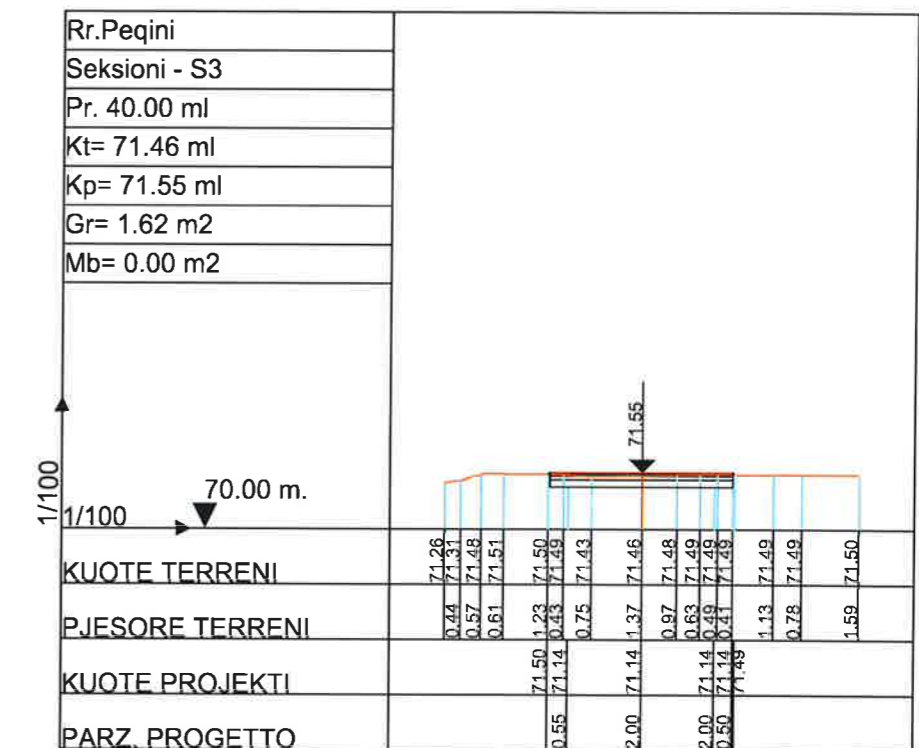 Rr.Peqini
Seksioni - S3
Pr. 40.00 ml
Kt= 71.46 ml
Kp= 71.55 ml
Gr= 1.62 m2
Mb= 0.00 m2
71.55
1/100
70.00 m.
1/100
KUOTE TERRENI 71.26 71.31 71.48 71.51 71.50 71.49 71.43 71.46 71.48 71.49 71.49 71.49 71.49 71.49 71.50
PJESORE TERRENI 0.44 0.57 0.61 1.23 0.43 0.75 1.37 0.97 0.63 0.49 0.41 1.13 0.78 1.59
KUOTE PROJEKTI 71.50 71.14 71.14 71.14 71.14 71.49
PARZ. PROGETTO 0.55 2.00 2.00 0.50